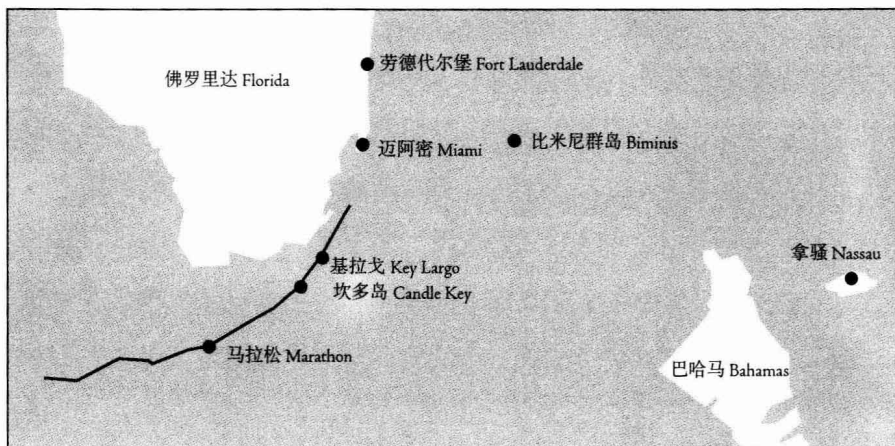 劳德代尔堡 Fort Lauderdale
佛罗里达 Florida
迈阿密 Miami
比米尼群岛 Biminis
拿骚 Nassau
基拉戈 Key Largo
坎多岛 Candle Key
马拉松 Marathon
巴哈马 Bahamas